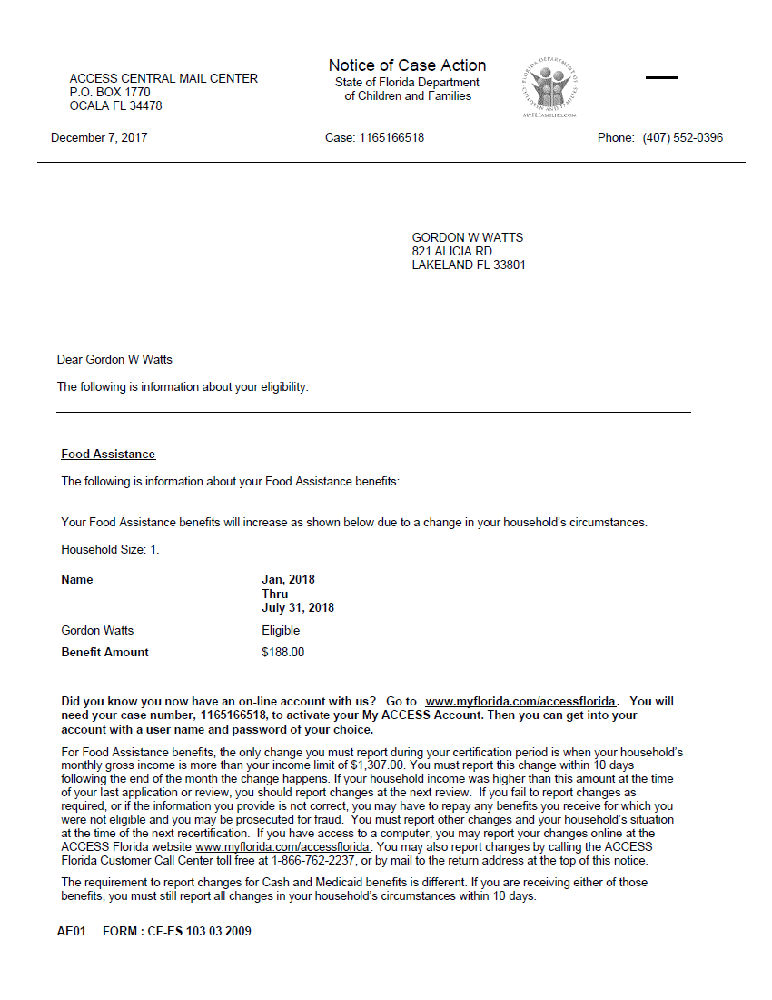 ACCESS CENTRAL MAIL CENTER
P.O. BOX 1770
OCALA FL 34478
Notice of Case Action
State of Florida Department
of Children and Families
FLORIDA DEPARTMENT OF CHILDREN AND FAMILIES
MYFLFAMILIES.COM
December 7, 2017
Case: 1165166518
Phone: (407) 552-0396
GORDON W WATTS
821 ALICIA RD
LAKELAND FL 33801
Dear Gordon W Watts
The following is information about your eligibility.
Food Assistance
The following is information about your Food Assistance benefits:
Your Food Assistance benefits will increase as shown below due to a change in your household's circumstances.
Household Size: 1.
Name Jan, 2018
Thru
July 31, 2018
Gordon Watts Eligible
Benefit Amount $188.00
Did you know you now have an on-line account with us? Go to www.myflorida.com/accessflorida. You will
need your case number, 1165166518, to activate your My ACCESS Account. Then you can get into your
account with a user name and password of your choice.
For Food Assistance benefits, the only change you must report during your certification period is when your household's
monthly gross income is more than your income limit of $1,307.00. You must report this change within 10 days
following the end of the month the change happens. If your household income was higher than this amount at the time
of your last application or review, you should report changes at the next review. If you fail to report changes as
required, or if the information you provide is not correct, you may have to repay any benefits you receive for which you
were not eligible and you may be prosecuted for fraud. You must report other changes and your household's situation
at the time of the next recertification. If you have access to a computer, you may report your changes online at the
ACCESS Florida website www.myflorida.com/accessflorida. You may also report changes by calling the ACCESS
Florida Customer Call Center toll free at 1-866-762-2237, or by mail to the return address at the top of this notice.
The requirement to report changes for Cash and Medicaid benefits is different. If you are receiving either of those
benefits, you must still report all changes in your household's circumstances within 10 days.
AE01 FORM : CF-ES 103 03 2009